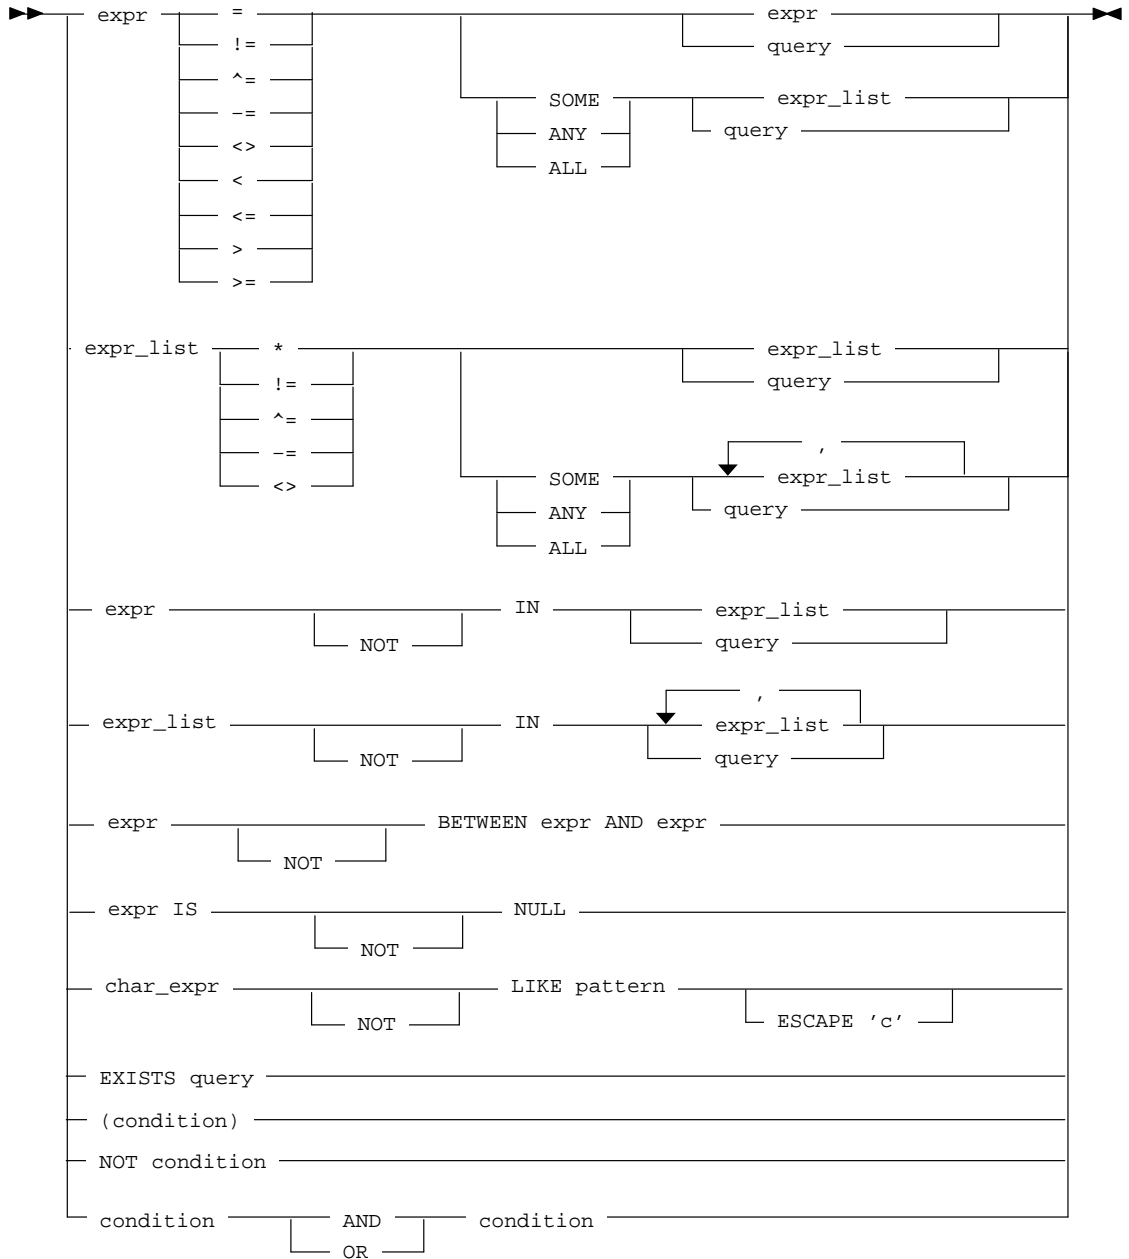 expr = expr
!= query
^=
−= SOME expr_list
ANY query
<>
< ALL
<=
>
>=
expr_list * expr_list
!= query
^=
−= ,
<> SOME expr_list
ANY query
ALL
expr IN expr_list
NOT query
,
expr_list IN expr_list
NOT query
expr BETWEEN expr AND expr
NOT
expr IS NULL
NOT
char_expr LIKE pattern
NOT ESCAPE ′c′
EXISTS query
(condition)
NOT condition
condition AND condition
OR